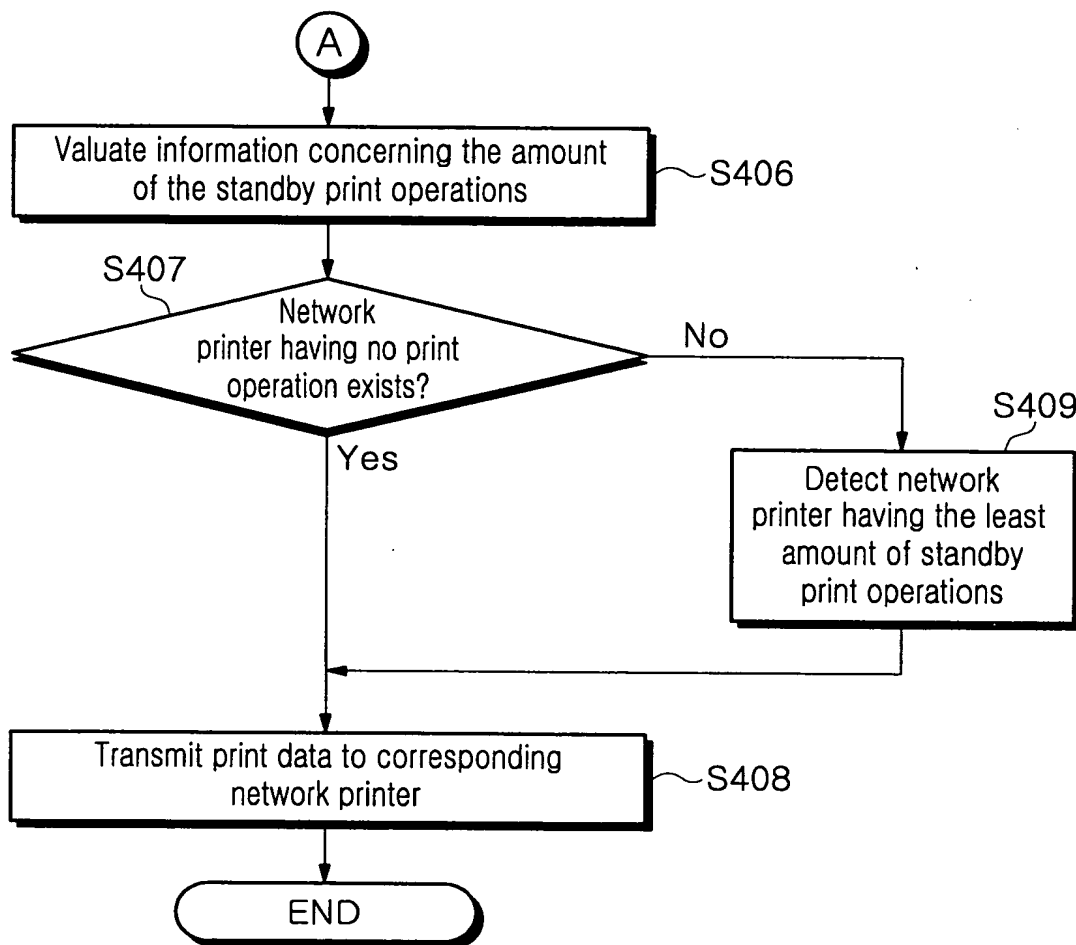 A
Valuate information concerning the amount
of the standby print operations
S406
S407
Network
printer having no print
operation exists?
No
Yes
S409
Detect network
printer having the least
amount of standby
print operations
Transmit print data to corresponding
network printer
S408
END